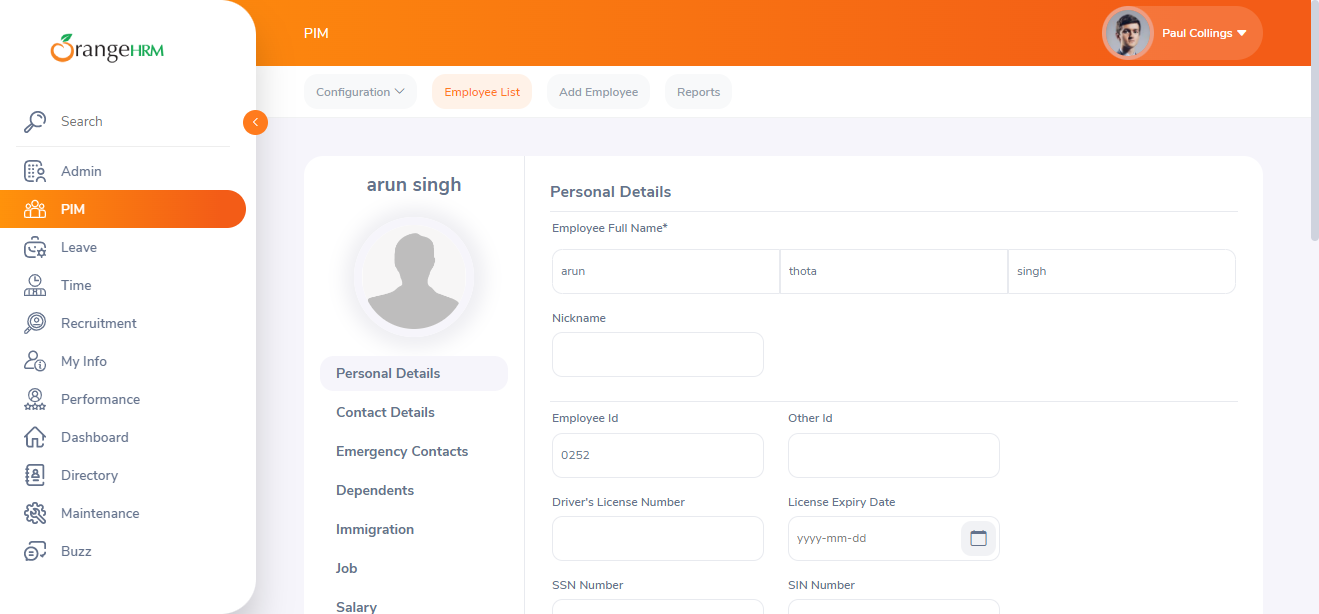 OrangeHRM
PIM
Paul Collings
Configuration
Employee List
Add Employee
Reports
Search
Admin
PIM
Leave
Time
Recruitment
My Info
Performance
Dashboard
Directory
Maintenance
Buzz
arun singh
Personal Details
Contact Details
Emergency Contacts
Dependents
Immigration
Job
Salary
Personal Details
Employee Full Name*
arun thota singh
Nickname
Employee Id Other Id
0252
Driver's License Number License Expiry Date
yyyy-mm-dd
SSN Number SIN Number